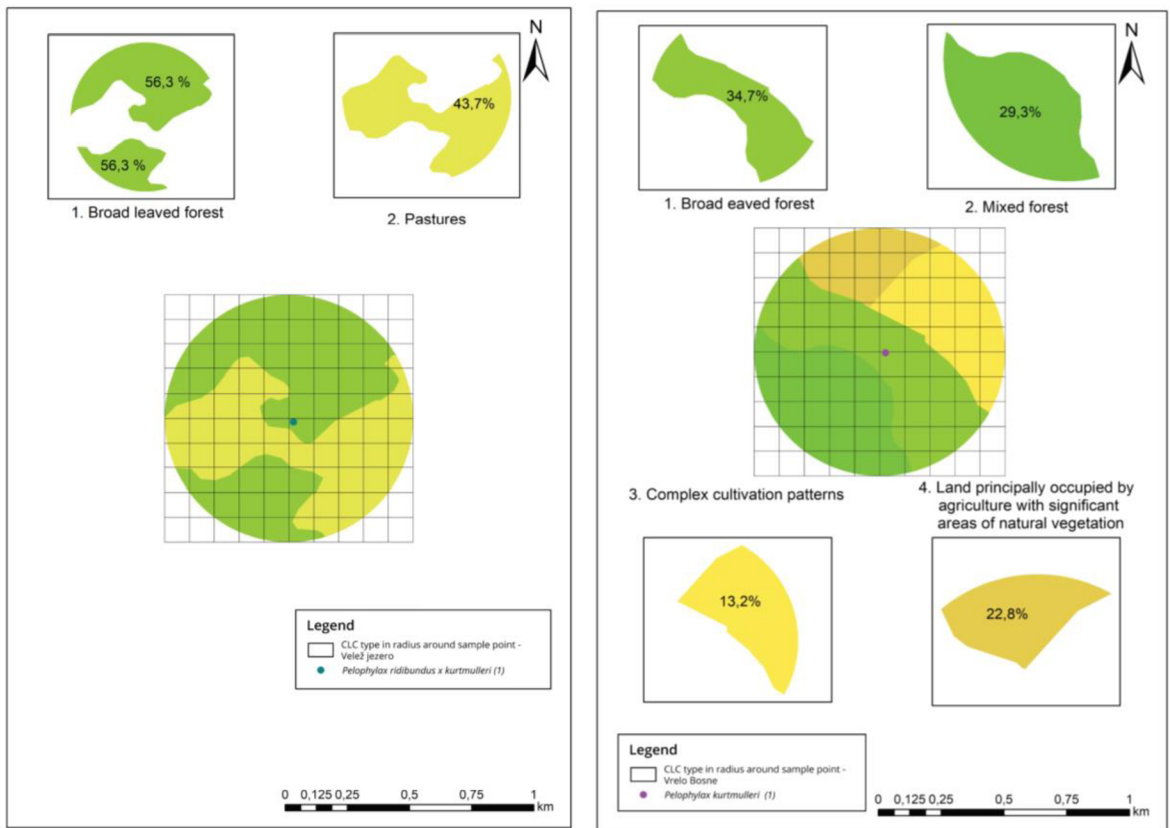 N
56,3 %
56,3 %
43,7%
1. Broad leaved forest
2. Pastures
Legend
CLC type in radius around sample point -
Velež jezero
Pelophylax ridibundus x kurtmulleri (1)
0 0,125 0,25 0,5 0,75 1
km
N
34,7%
29,3%
1. Broad eaved forest
2. Mixed forest
3. Complex cultivation patterns
4. Land principally occupied by
agriculture with significant
areas of natural vegetation
13,2%
22,8%
Legend
CLC type in radius around sample point -
Vrelo Bosne
Pelophylax kurtmulleri (1)
0 0,125 0,25 0,5 0,75 1
km